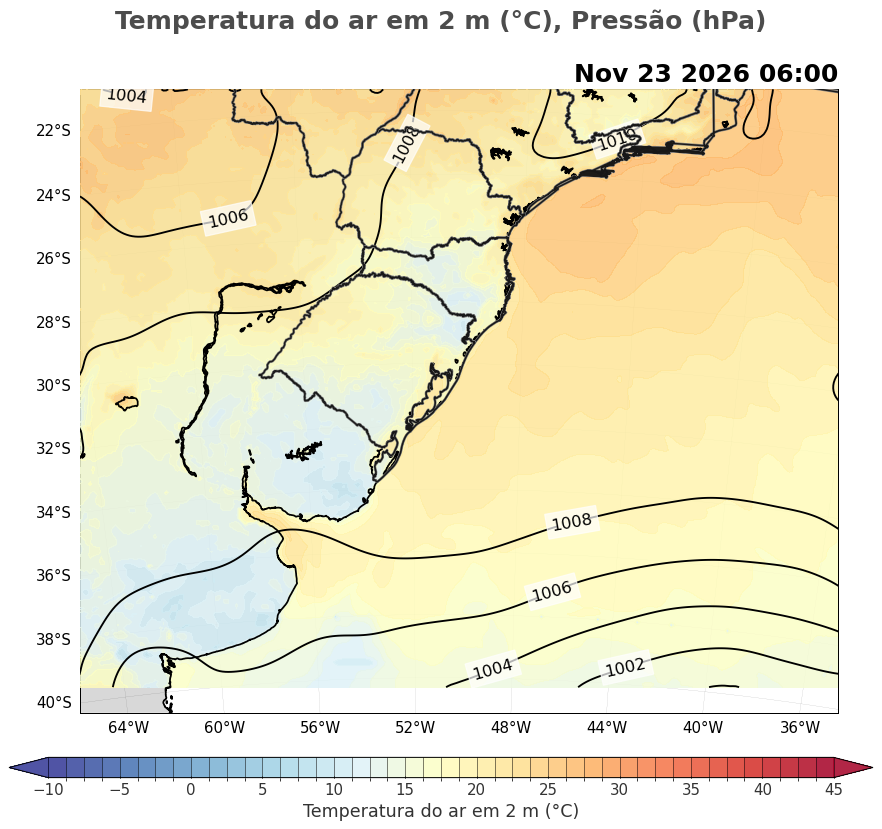 Temperatura do ar em 2 m (°C), Pressão (hPa)
Nov 23 2026 06:00
1004
22°S
1008
1010
24°S
1006
26°S
28°S
30°S
32°S
34°S
1008
36°S
1006
38°S
1004
1002
40°S
64°W 60°W 56°W 52°W 48°W 44°W 40°W 36°W
−10 −5 0 5 10 15 20 25 30 35 40 45
Temperatura do ar em 2 m (°C)